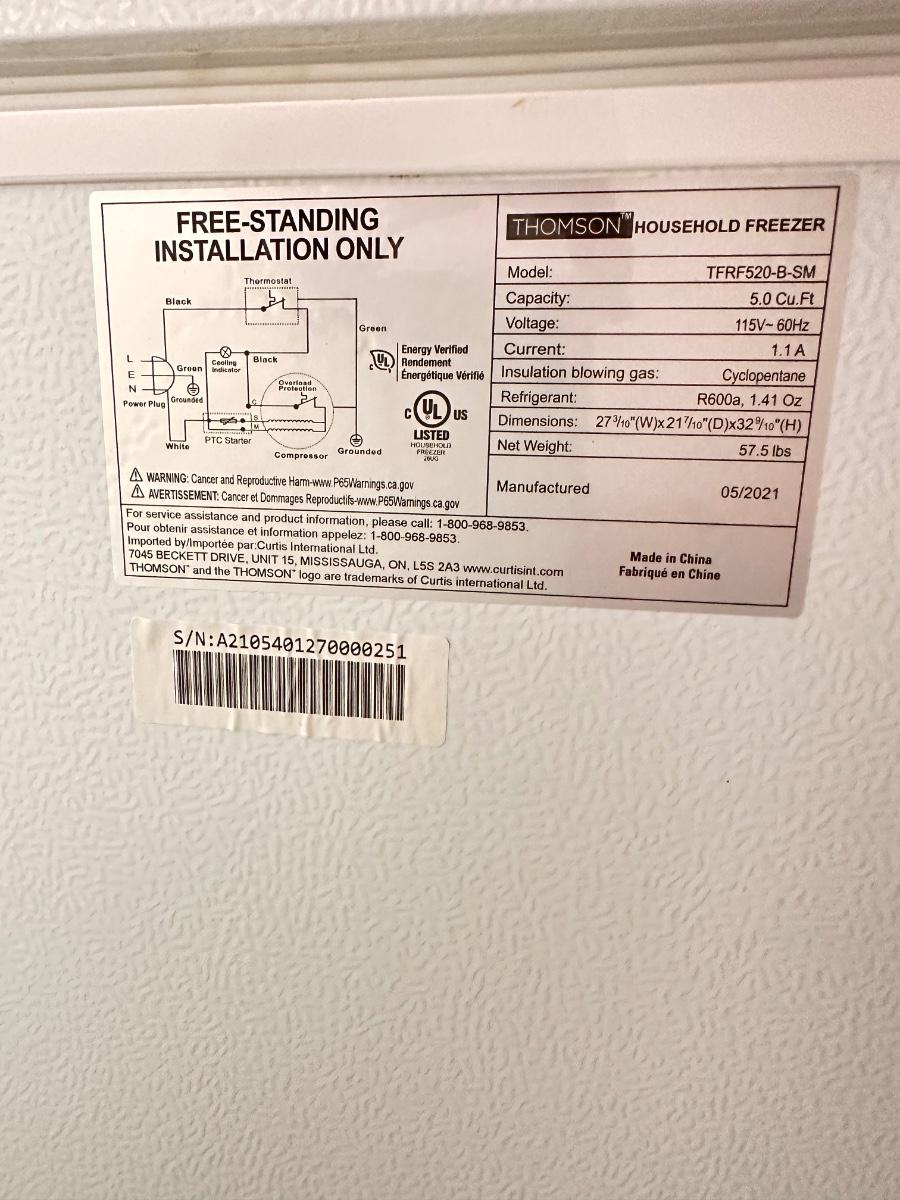 FREE-STANDING
INSTALLATION ONLY
Thermostat
Black
Green
L
E
N
Green
Cooling
Indicator
Black
Grounded
Power Plug
Overload
Protection
C
S
M
White
PTC Starter
Compressor
Grounded
UL
Energy Verified
Rendement
Énergétique Vérifié
C UL US
LISTED
HOUSEHOLD
FREEZER
26UG
WARNING: Cancer and Reproductive Harm-www.P65Warnings.ca.gov
AVERTISSEMENT: Cancer et Dommages Reproductifs-www.P65Warnings.ca.gov
THOMSON™ HOUSEHOLD FREEZER
Model: TFRF520-B-SM
Capacity: 5.0 Cu.Ft
Voltage: 115V~ 60Hz
Current: 1.1 A
Insulation blowing gas: Cyclopentane
Refrigerant: R600a, 1.41 Oz
Dimensions: 27 3/10"(W)x21 7/10"(D)x32 9/10"(H)
Net Weight: 57.5 lbs
Manufactured 05/2021
For service assistance and product information, please call: 1-800-968-9853.
Pour obtenir assistance et information appelez: 1-800-968-9853.
Imported by/Importée par:Curtis International Ltd.
7045 BECKETT DRIVE, UNIT 15, MISSISSAUGA, ON, L5S 2A3 www.curtisint.com
THOMSON™ and the THOMSON™ logo are trademarks of Curtis international Ltd.
Made in China
Fabriqué en Chine
S/N:A2105401270000251